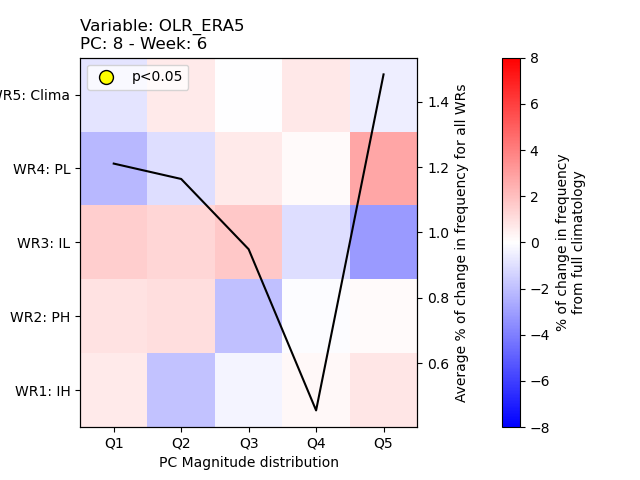 Variable: OLR_ERA5
PC: 8 - Week: 6
p<0.05
WR5: Clima
WR4: PL
WR3: IL
WR2: PH
WR1: IH
Q1 Q2 Q3 Q4 Q5
PC Magnitude distribution
1.4
1.2
1.0
0.8
0.6
Average % of change in frequency for all WRs
8
6
4
2
0
−2
−4
−6
−8
% of change in frequency
from full climatology